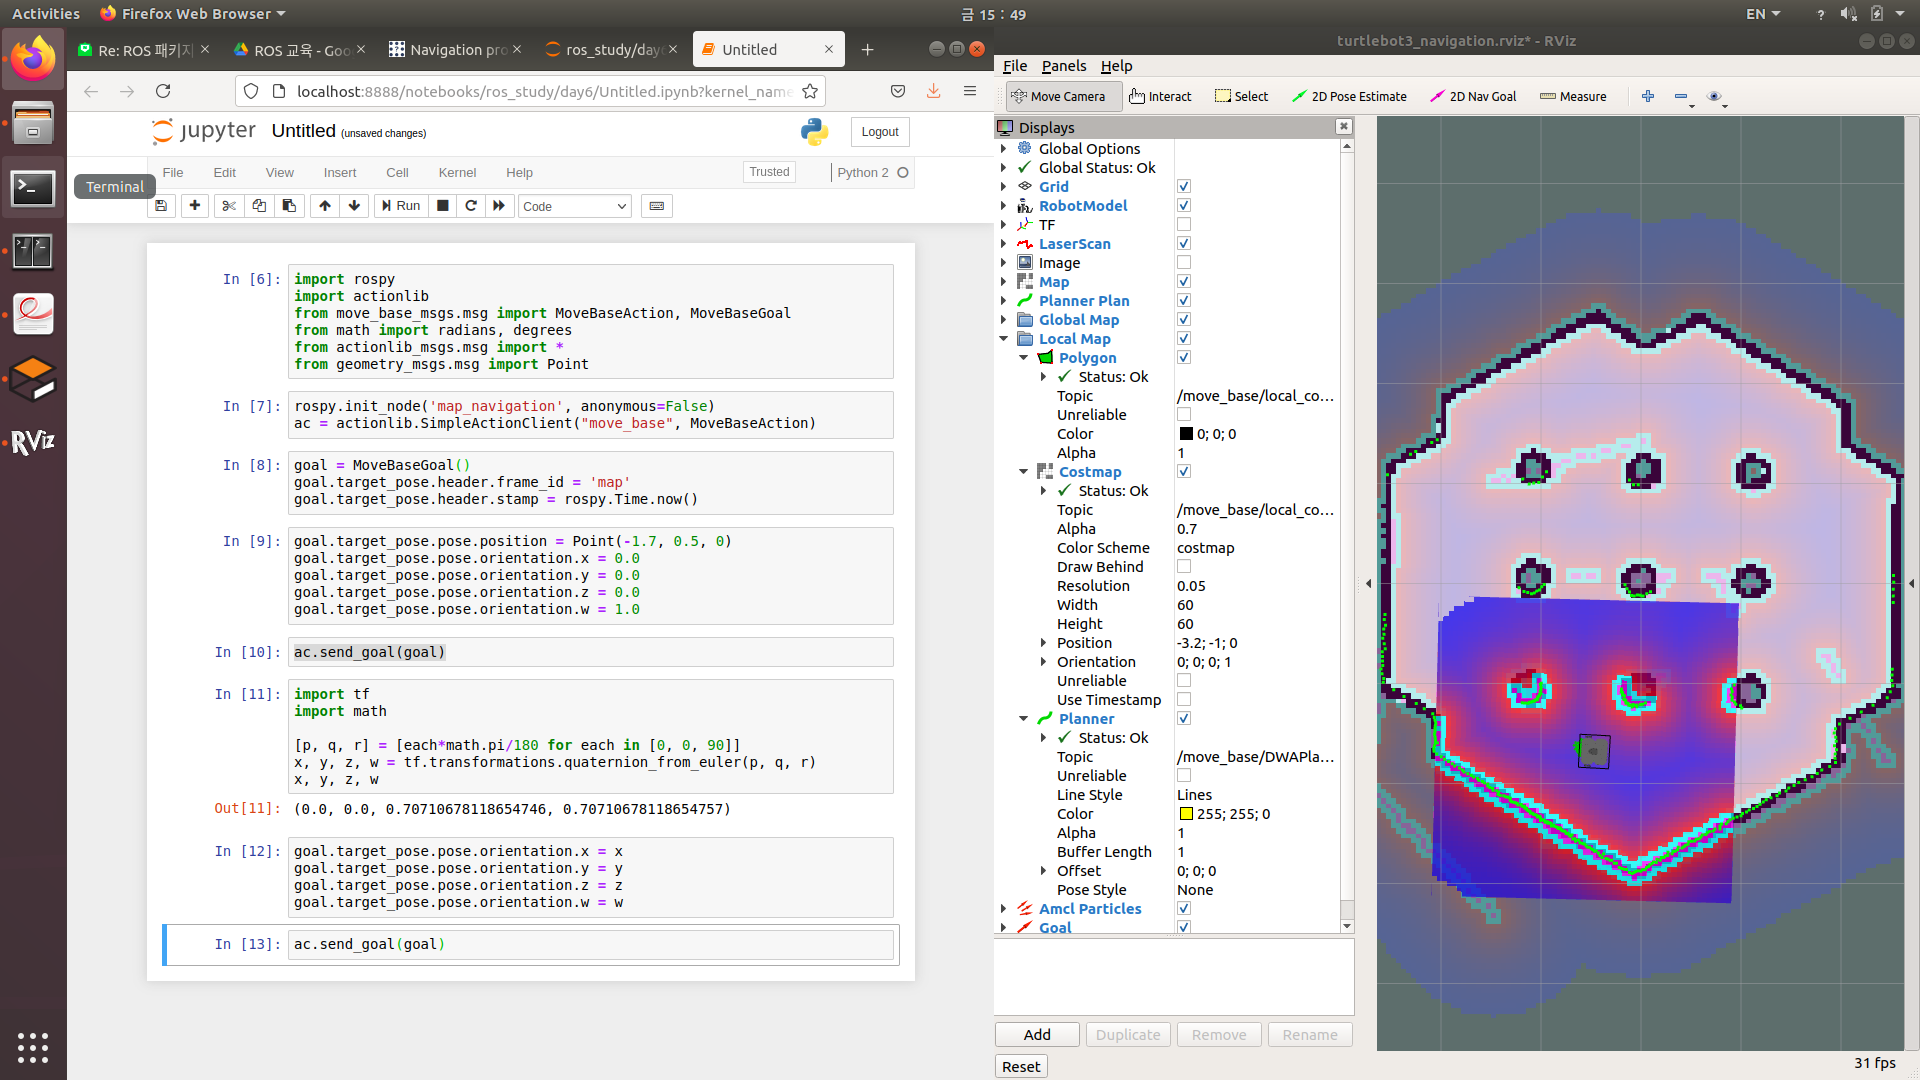 Activities
Firefox Web Browser
금 15 : 49
EN
Re: ROS 패키지
ROS 교육 - Goo
Navigation pro
ros_study/day
Untitled
turtlebot3_navigation.rviz* - RViz
localhost:8888/notebooks/ros_study/day6/Untitled.ipynb?kernel_name
File Panels Help
Move Camera
Interact
Select
2D Pose Estimate
2D Nav Goal
Measure
jupyter
Untitled (unsaved changes)
Logout
File Edit View Insert Cell Kernel Help
Trusted
Python 2
Terminal
Run
Code
In [6]:
import rospy
import actionlib
from move_base_msgs.msg import MoveBaseAction, MoveBaseGoal
from math import radians, degrees
from actionlib_msgs.msg import *
from geometry_msgs.msg import Point
In [7]:
rospy.init_node('map_navigation', anonymous=False)
ac = actionlib.SimpleActionClient("move_base", MoveBaseAction)
In [8]:
goal = MoveBaseGoal()
goal.target_pose.header.frame_id = 'map'
goal.target_pose.header.stamp = rospy.Time.now()
In [9]:
goal.target_pose.pose.position = Point(-1.7, 0.5, 0)
goal.target_pose.pose.orientation.x = 0.0
goal.target_pose.pose.orientation.y = 0.0
goal.target_pose.pose.orientation.z = 0.0
goal.target_pose.pose.orientation.w = 1.0
In [10]:
ac.send_goal(goal)
In [11]:
import tf
import math
[p, q, r] = [each*math.pi/180 for each in [0, 0, 90]]
x, y, z, w = tf.transformations.quaternion_from_euler(p, q, r)
x, y, z, w
Out[11]:
(0.0, 0.0, 0.70710678118654746, 0.70710678118654757)
In [12]:
goal.target_pose.pose.orientation.x = x
goal.target_pose.pose.orientation.y = y
goal.target_pose.pose.orientation.z = z
goal.target_pose.pose.orientation.w = w
In [13]:
ac.send_goal(goal)
RViz
Displays
Global Options
Global Status: Ok
Grid
RobotModel
TF
LaserScan
Image
Map
Planner Plan
Global Map
Local Map
Polygon
Status: Ok
Topic /move_base/local_co...
Unreliable
Color 0; 0; 0
Alpha 1
Costmap
Status: Ok
Topic /move_base/local_co...
Alpha 0.7
Color Scheme costmap
Draw Behind
Resolution 0.05
Width 60
Height 60
Position -3.2; -1; 0
Orientation 0; 0; 0; 1
Unreliable
Use Timestamp
Planner
Status: Ok
Topic /move_base/DWAPla...
Unreliable
Line Style Lines
Color 255; 255; 0
Alpha 1
Buffer Length 1
Offset 0; 0; 0
Pose Style None
Amcl Particles
Goal
Add Duplicate Remove Rename
Reset
31 fps